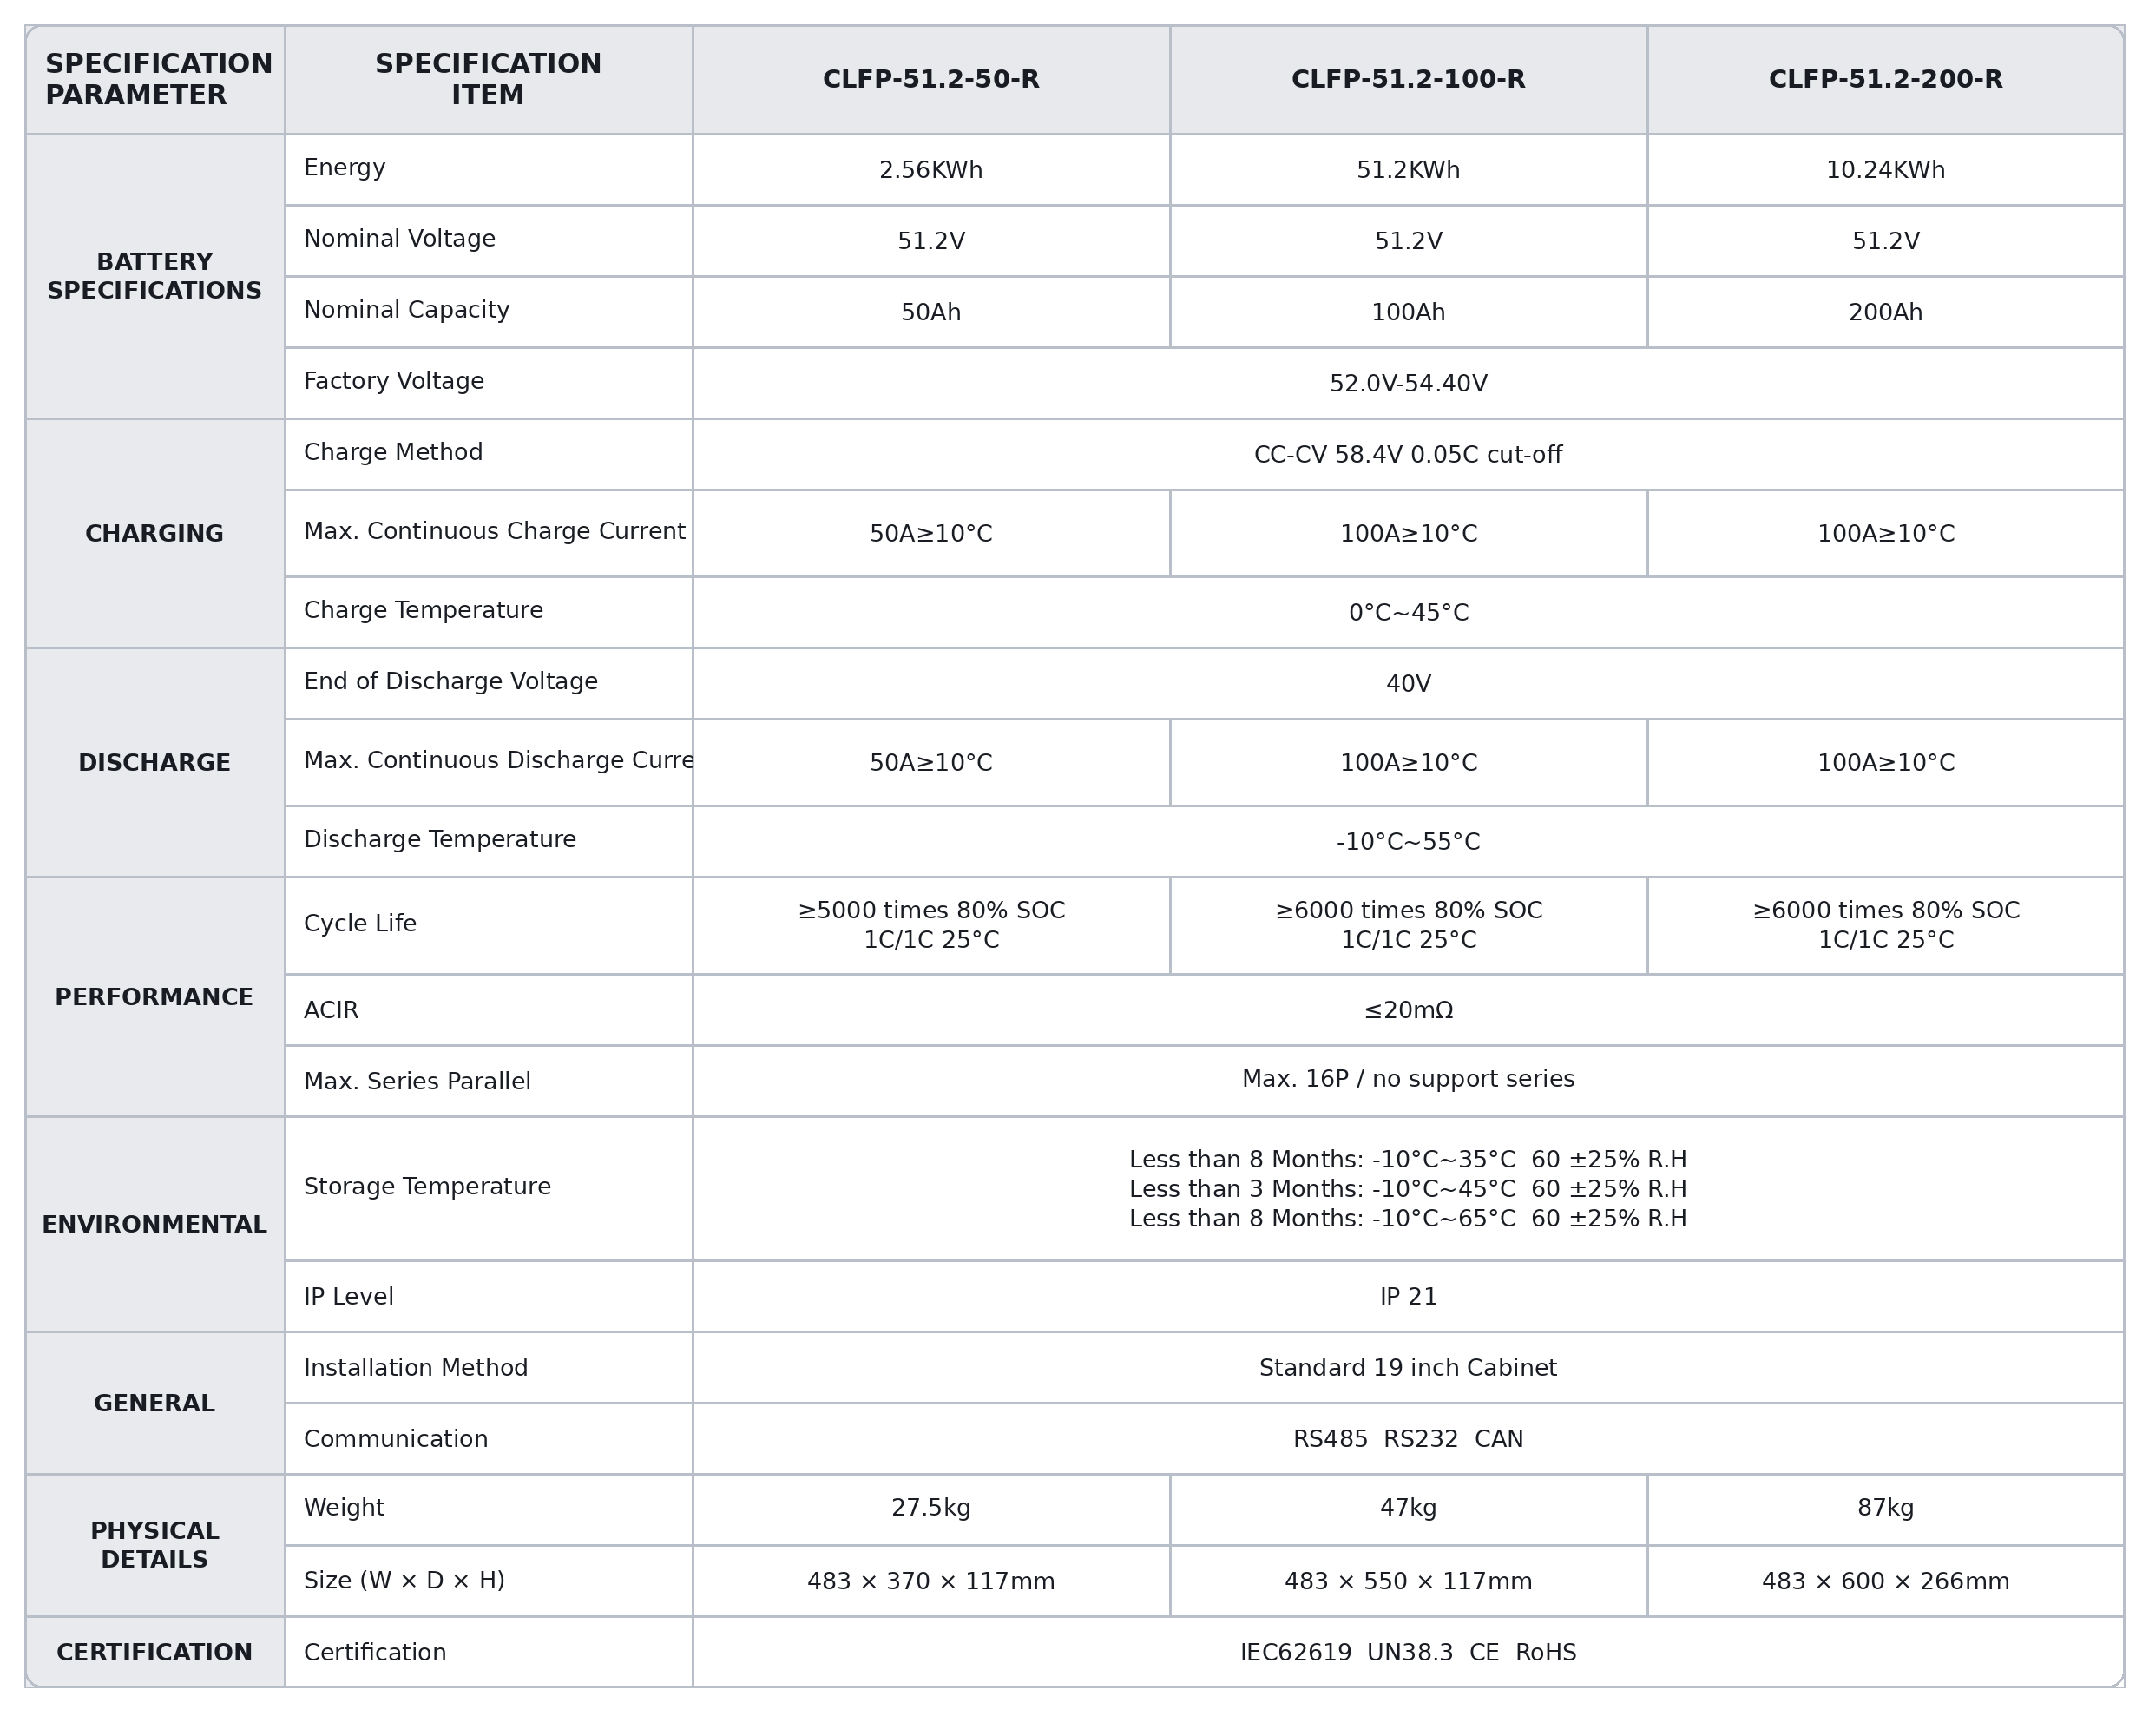 SPECIFICATION
PARAMETER
SPECIFICATION
ITEM
CLFP-51.2-50-R
CLFP-51.2-100-R
CLFP-51.2-200-R
BATTERY
SPECIFICATIONS
Energy
2.56KWh
51.2KWh
10.24KWh
Nominal Voltage
51.2V
51.2V
51.2V
Nominal Capacity
50Ah
100Ah
200Ah
Factory Voltage
52.0V-54.40V
CHARGING
Charge Method
CC-CV 58.4V 0.05C cut-off
Max. Continuous Charge Current
50A≥10°C
100A≥10°C
100A≥10°C
Charge Temperature
0°C~45°C
DISCHARGE
End of Discharge Voltage
40V
Max. Continuous Discharge Curre
50A≥10°C
100A≥10°C
100A≥10°C
Discharge Temperature
-10°C~55°C
PERFORMANCE
Cycle Life
≥5000 times 80% SOC
1C/1C 25°C
≥6000 times 80% SOC
1C/1C 25°C
≥6000 times 80% SOC
1C/1C 25°C
ACIR
≤20mΩ
Max. Series Parallel
Max. 16P / no support series
ENVIRONMENTAL
Storage Temperature
Less than 8 Months: -10°C~35°C  60 ±25% R.H
Less than 3 Months: -10°C~45°C  60 ±25% R.H
Less than 8 Months: -10°C~65°C  60 ±25% R.H
IP Level
IP 21
GENERAL
Installation Method
Standard 19 inch Cabinet
Communication
RS485  RS232  CAN
PHYSICAL
DETAILS
Weight
27.5kg
47kg
87kg
Size (W × D × H)
483 × 370 × 117mm
483 × 550 × 117mm
483 × 600 × 266mm
CERTIFICATION
Certification
IEC62619  UN38.3  CE  RoHS